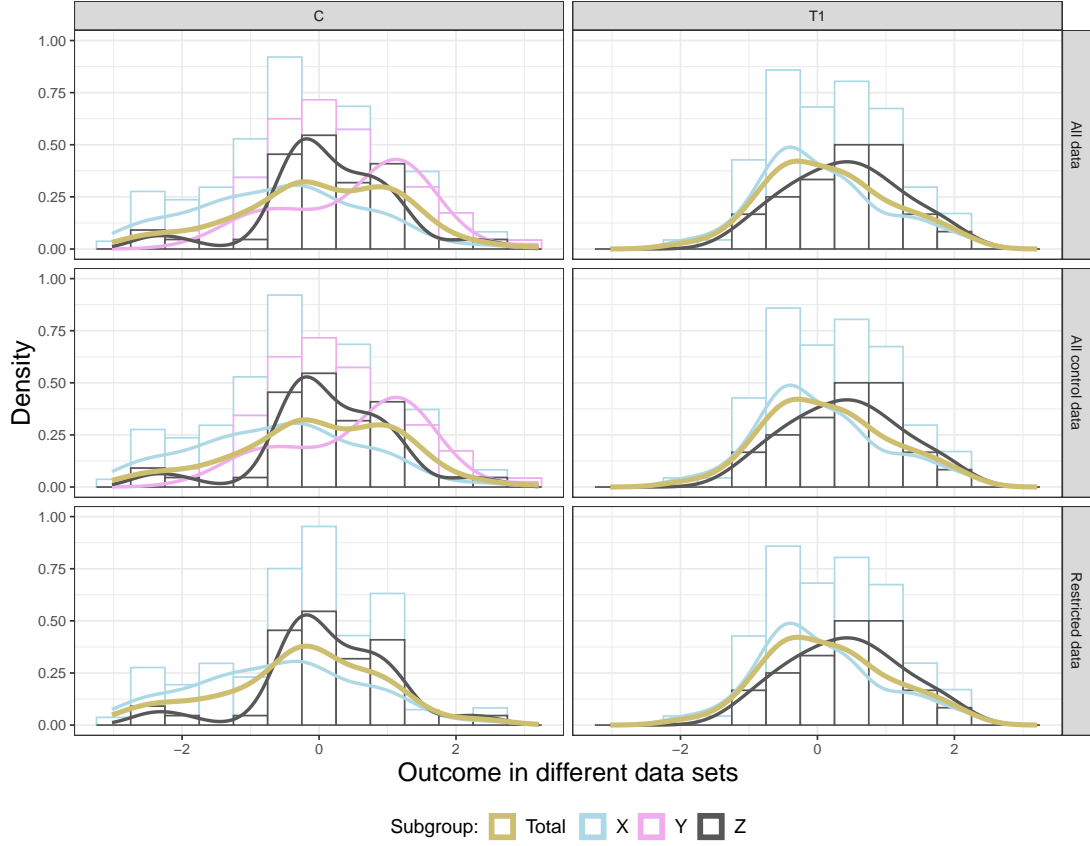 C
T1
Density
1.00
0.75
0.50
0.25
0.00
All data
1.00
0.75
0.50
0.25
0.00
All control data
1.00
0.75
0.50
0.25
0.00
Restricted data
−2
0
2
−2
0
2
Outcome in different data sets
Subgroup: Total X Y Z